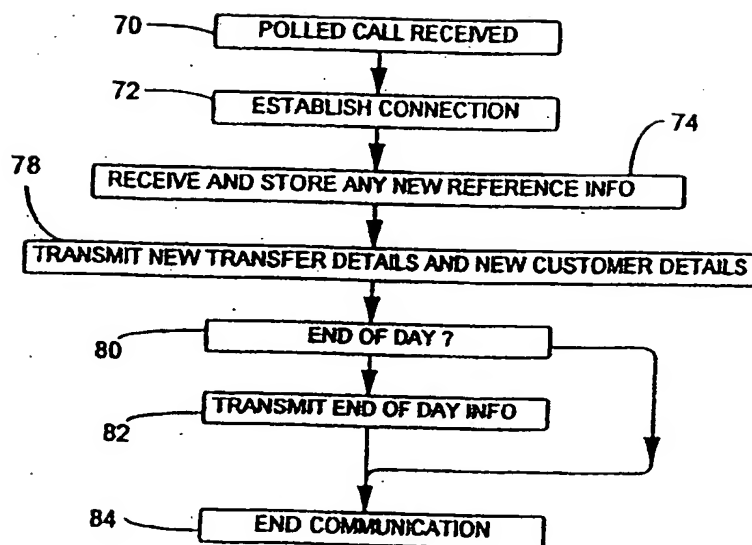 70
POLLED CALL RECEIVED
72
ESTABLISH CONNECTION
74
RECEIVE AND STORE ANY NEW REFERENCE INFO
78
TRANSMIT NEW TRANSFER DETAILS AND NEW CUSTOMER DETAILS
80
END OF DAY ?
82
TRANSMIT END OF DAY INFO
84
END COMMUNICATION